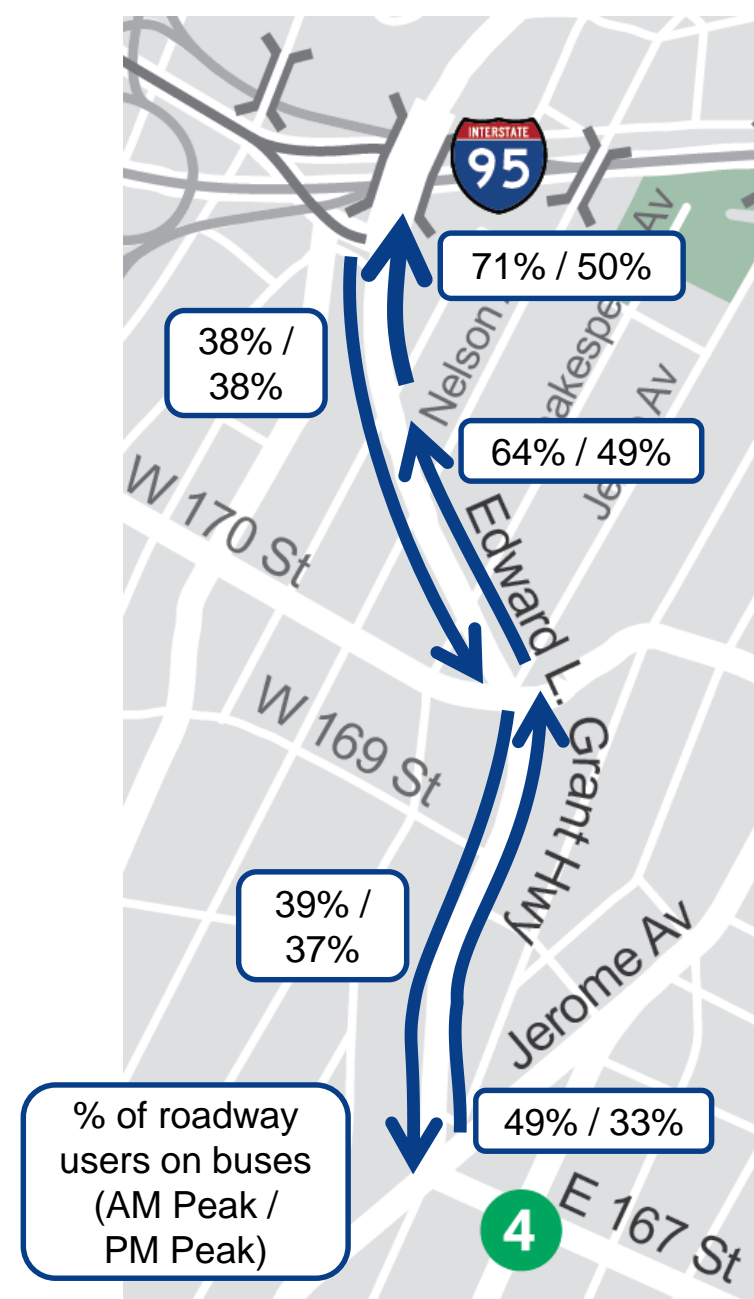 INTERSTATE
95
Av
71% / 50%
38% /
38%
Nelson
Av
64% / 49%
W 170 St
Edward L. Grant Hwy
W 169 St
39% /
37%
Jerome Av
% of roadway
users on buses
(AM Peak /
PM Peak)
49% / 33%
4
E 167 St